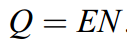 Q = EN.